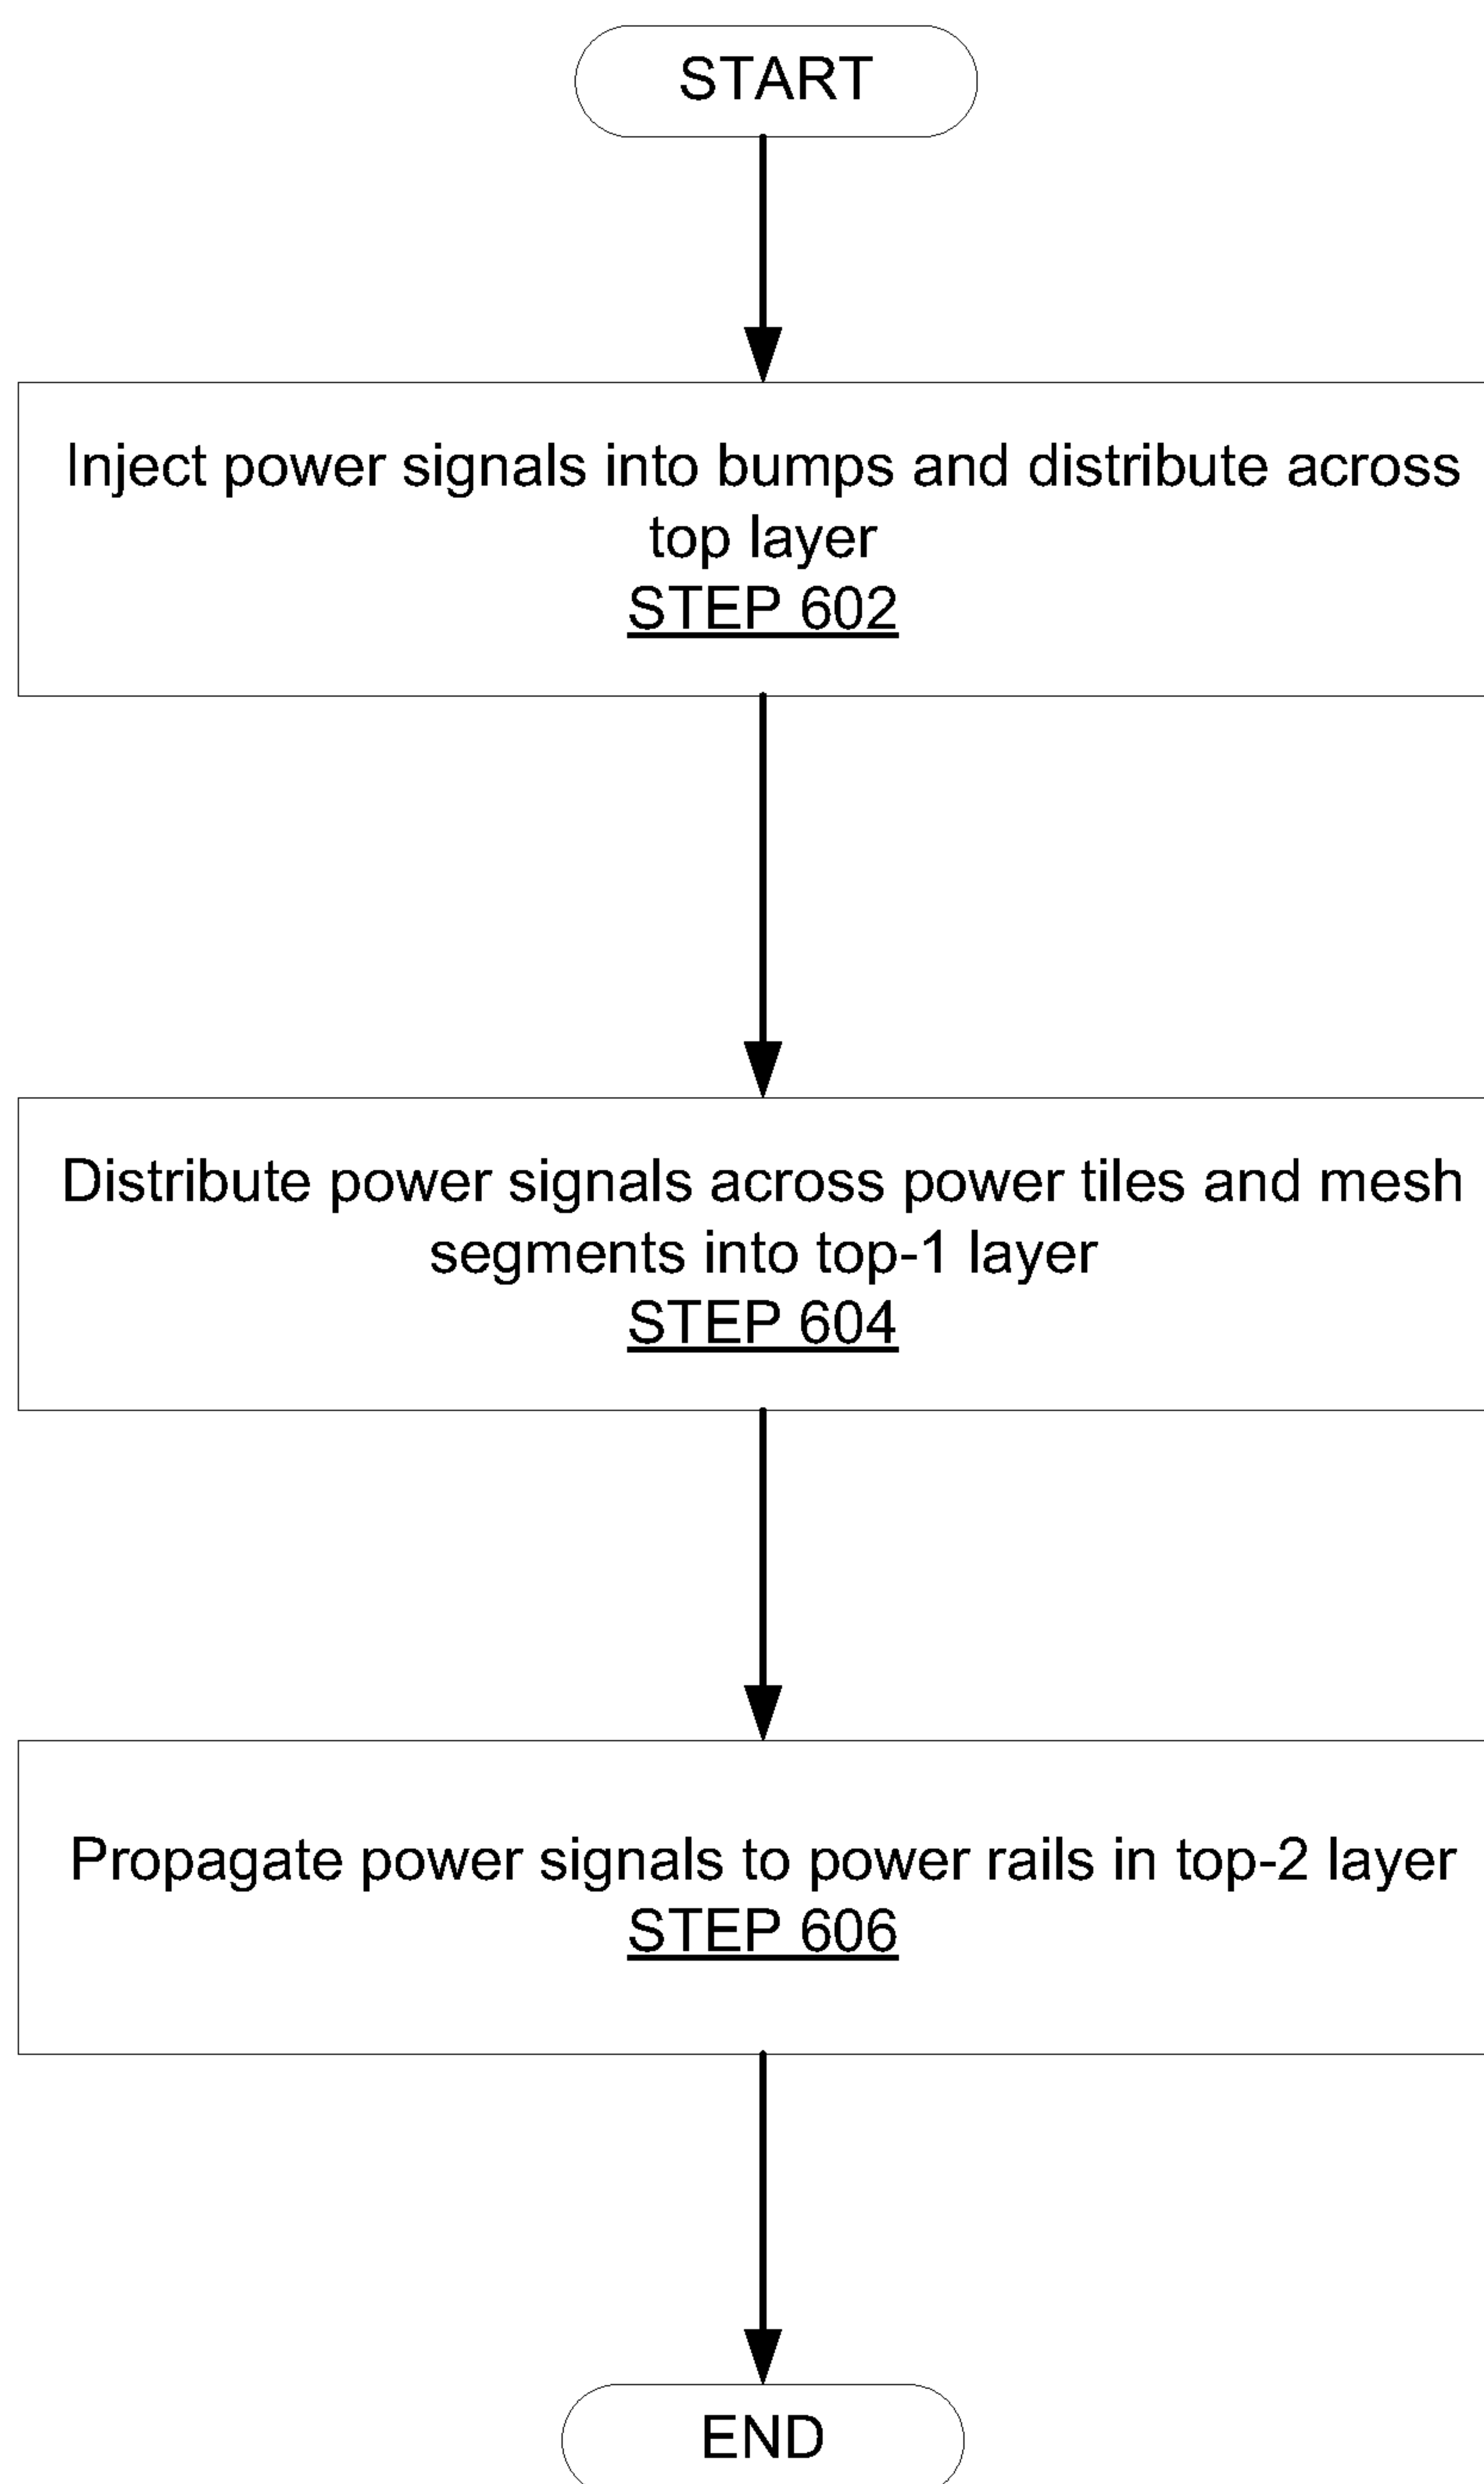 START
Inject power signals into bumps and distribute across
top layer
STEP 602
Distribute power signals across power tiles and mesh
segments into top-1 layer
STEP 604
Propagate power signals to power rails in top-2 layer
STEP 606
END